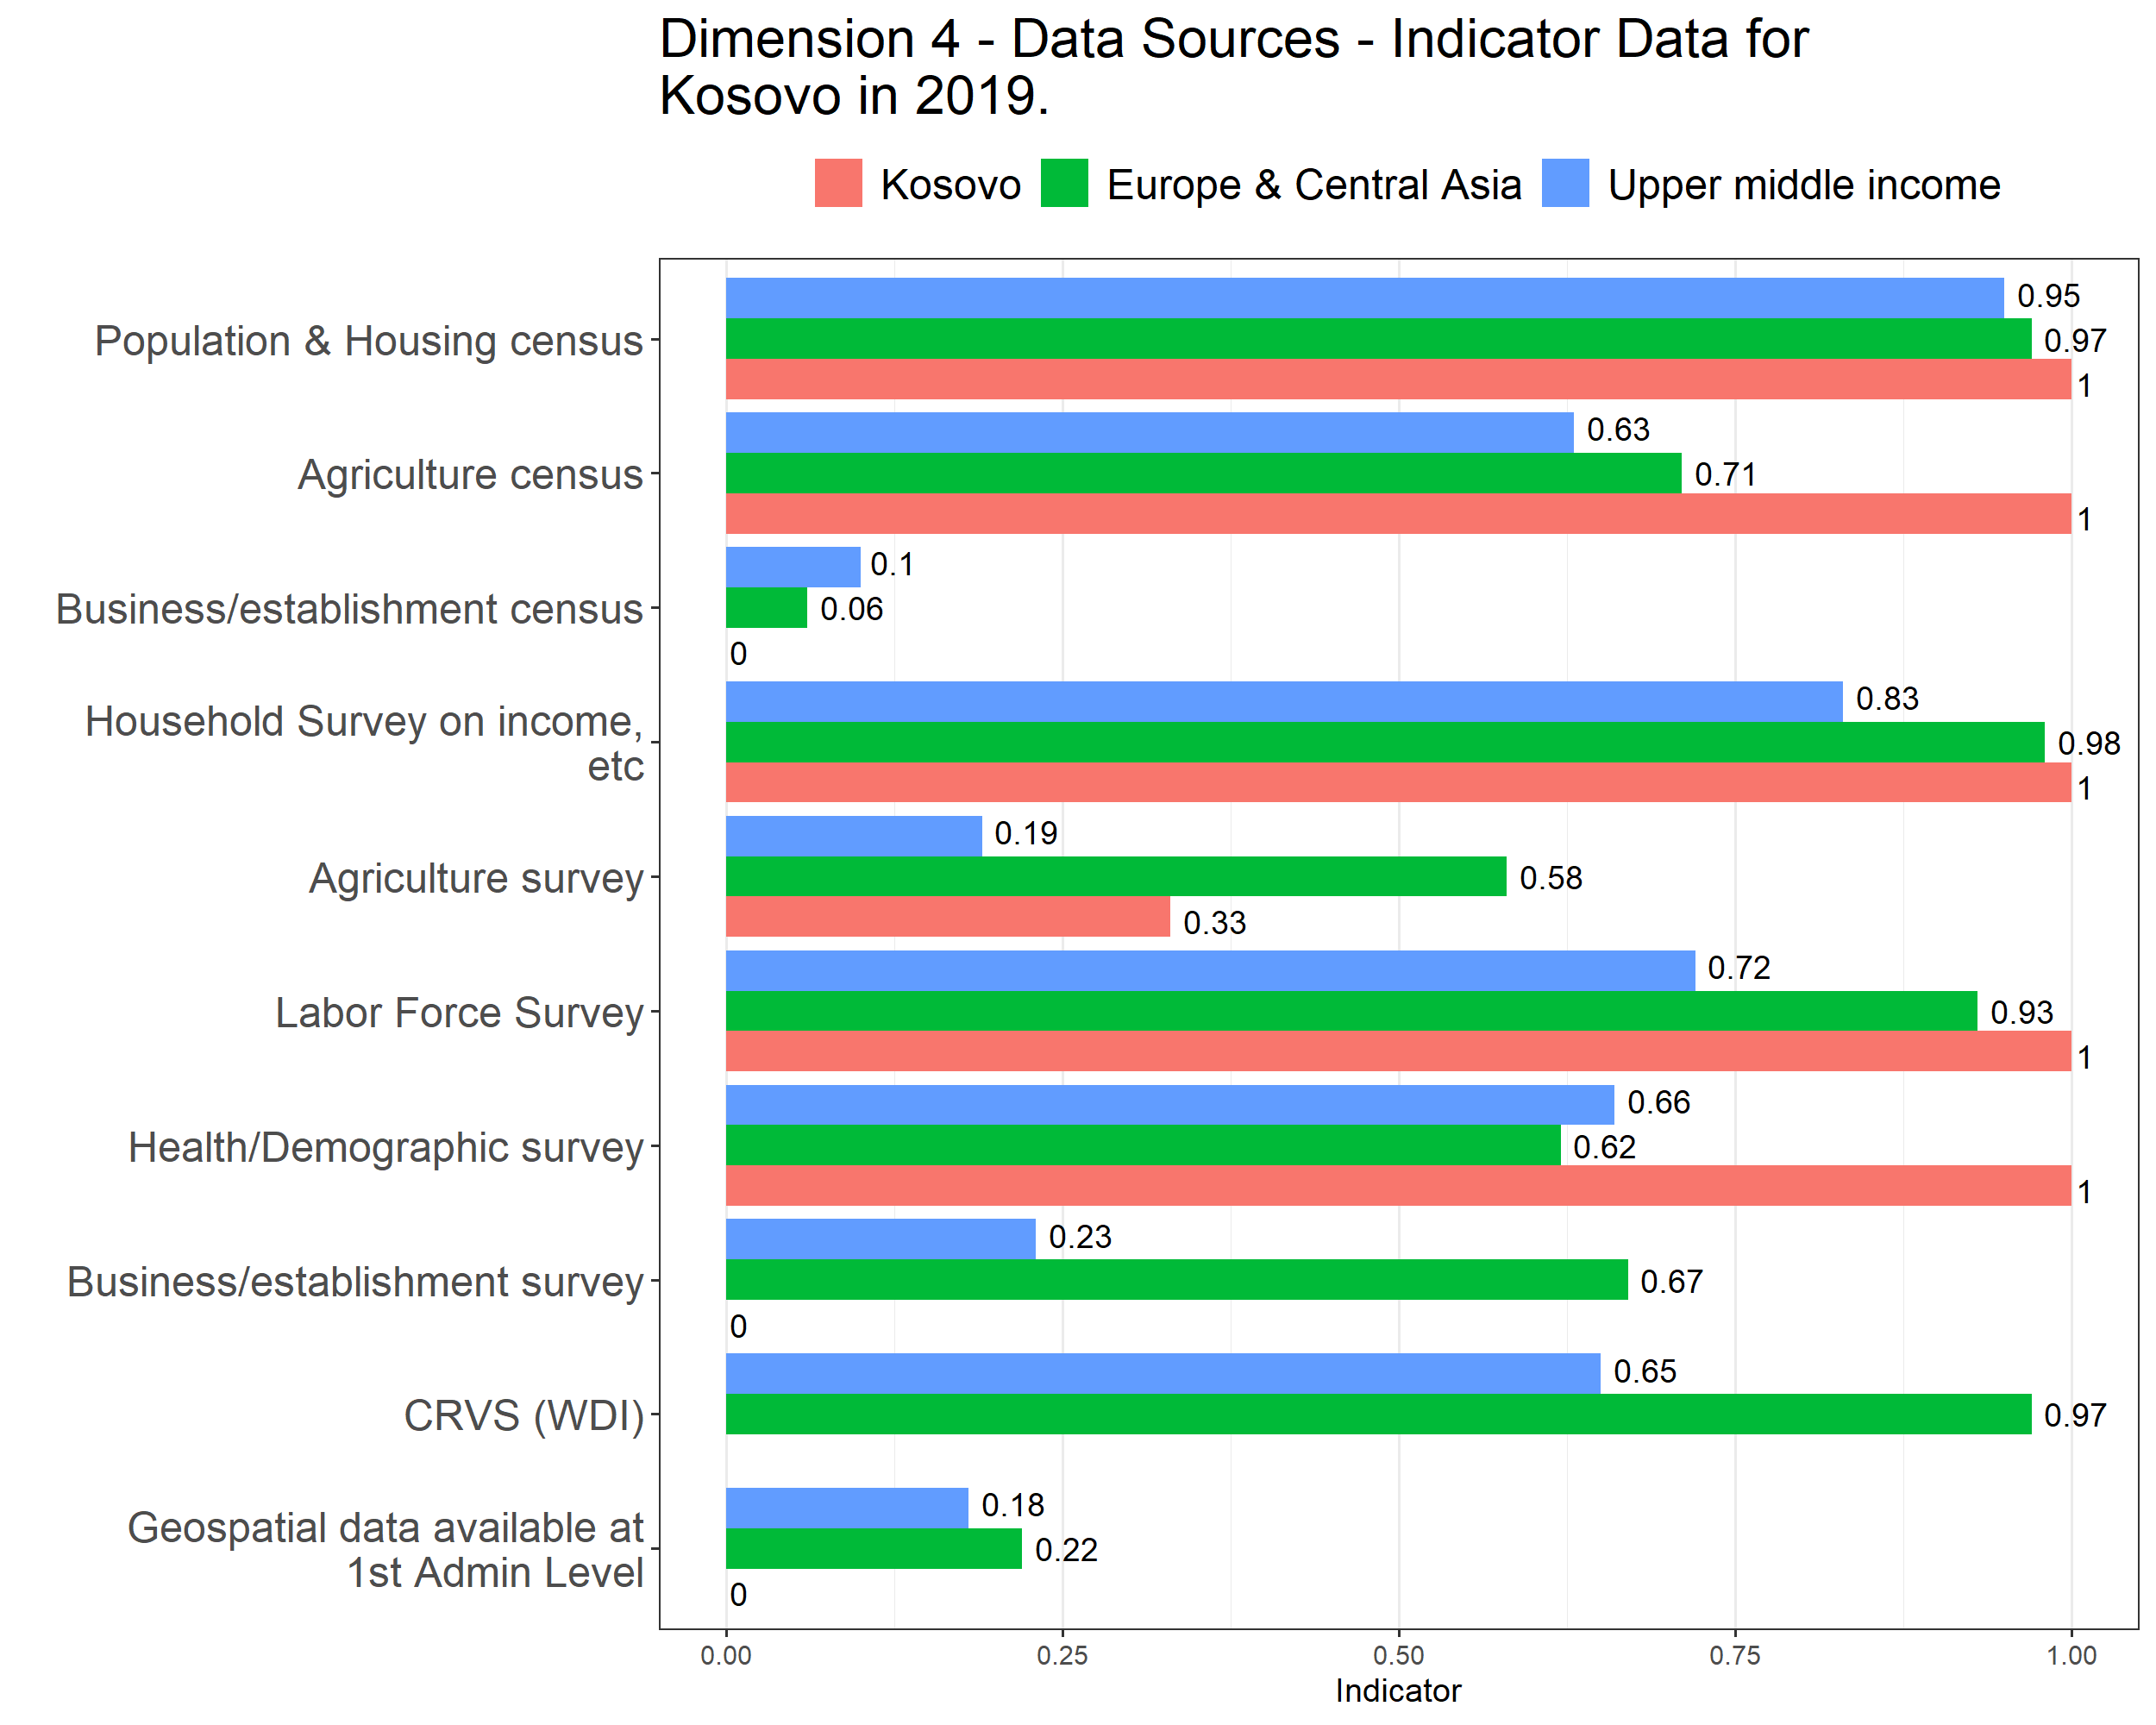 Dimension 4 - Data Sources - Indicator Data for
Kosovo in 2019.
Kosovo Europe & Central Asia Upper middle income
Population & Housing census
0.95
0.97
1
Agriculture census
0.63
0.71
1
Business/establishment census
0.1
0.06
0
Household Survey on income,
etc
0.83
0.98
1
Agriculture survey
0.19
0.58
0.33
Labor Force Survey
0.72
0.93
1
Health/Demographic survey
0.66
0.62
1
Business/establishment survey
0.23
0.67
0
CRVS (WDI)
0.65
0.97
Geospatial data available at
1st Admin Level
0.18
0.22
0
0.00 0.25 0.50 0.75 1.00
Indicator